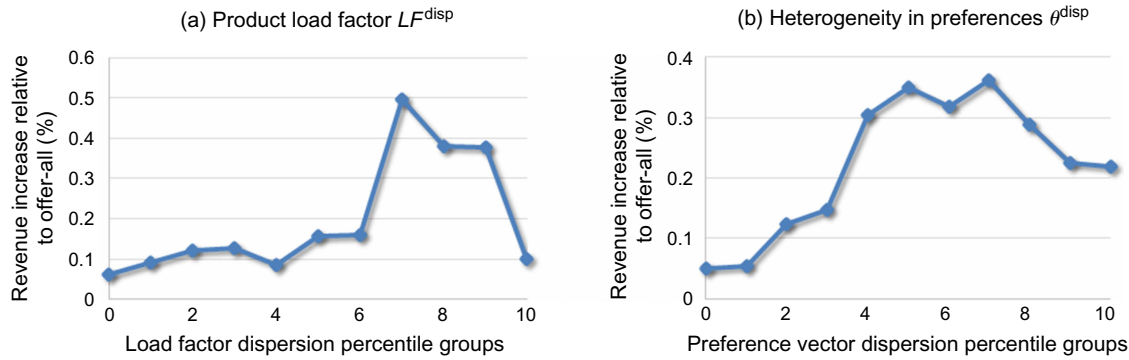 (a) Product load factor LF^disp
Revenue increase relative
to offer-all (%)
0.6
0.5
0.4
0.3
0.2
0.1
0
0 2 4 6 8 10
Load factor dispersion percentile groups
(b) Heterogeneity in preferences θ^disp
Revenue increase relative
to offer-all (%)
0.4
0.3
0.2
0.1
0
0 2 4 6 8 10
Preference vector dispersion percentile groups